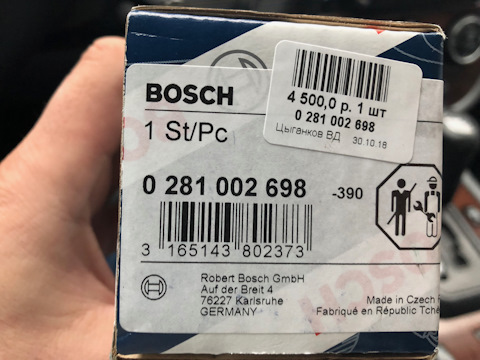 BOSCH
4 500,0 р. 1 шт
0 281 002 698
Цыганков ВД 30.10.18
1 St/Pc
0 281 002 698 -390
3 165143 802373
Robert Bosch GmbH
Auf der Breit 4
76227 Karlsruhe
GERMANY
Made in Czech
Fabriqué en République